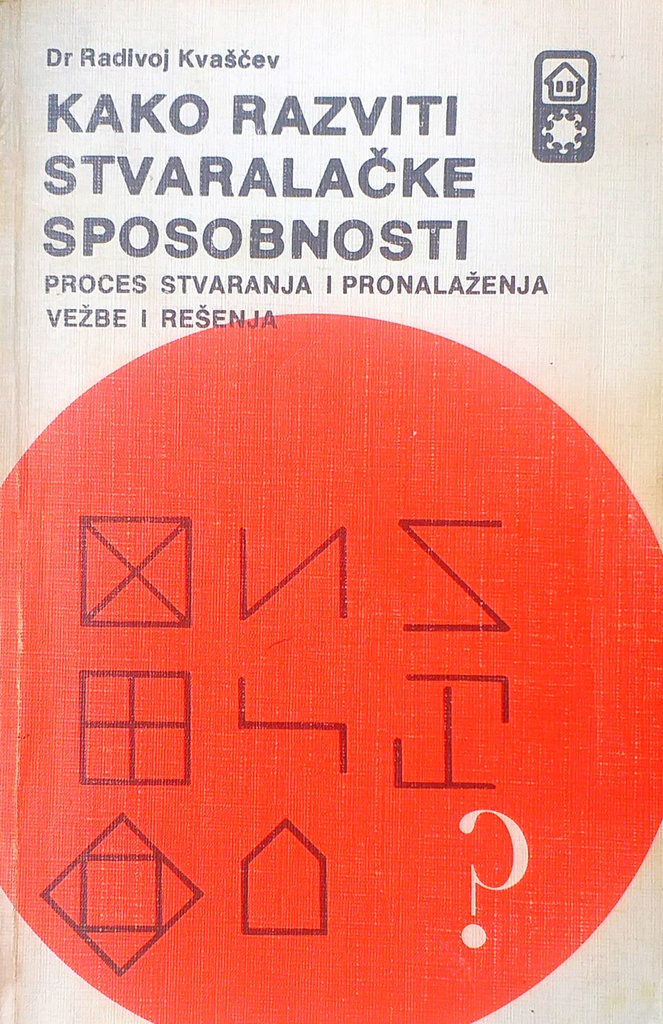 Dr Radivoj Kvaščev
KAKO RAZVITI
STVARALAČKE
SPOSOBNOSTI
PROCES STVARANJA I PRONALAŽENJA
VEŽBE I REŠENJA
?